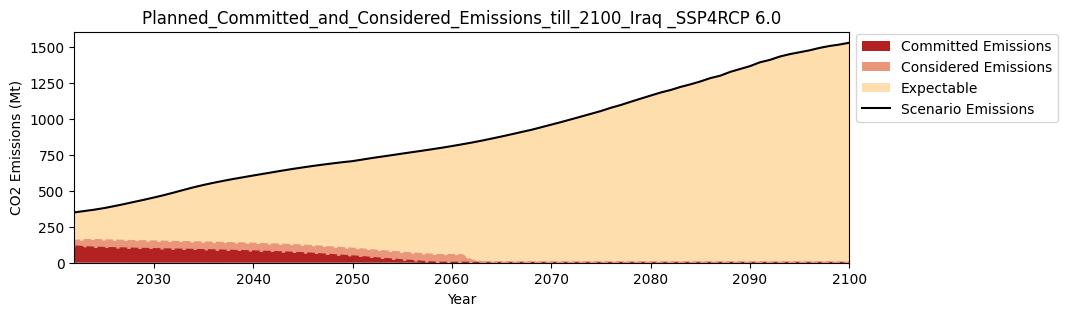 Planned_Committed_and_Considered_Emissions_till_2100_Iraq _SSP4RCP 6.0
CO2 Emissions (Mt)
1500
1250
1000
750
500
250
0
2030 2040 2050 2060 2070 2080 2090 2100
Year
Committed Emissions
Considered Emissions
Expectable
Scenario Emissions